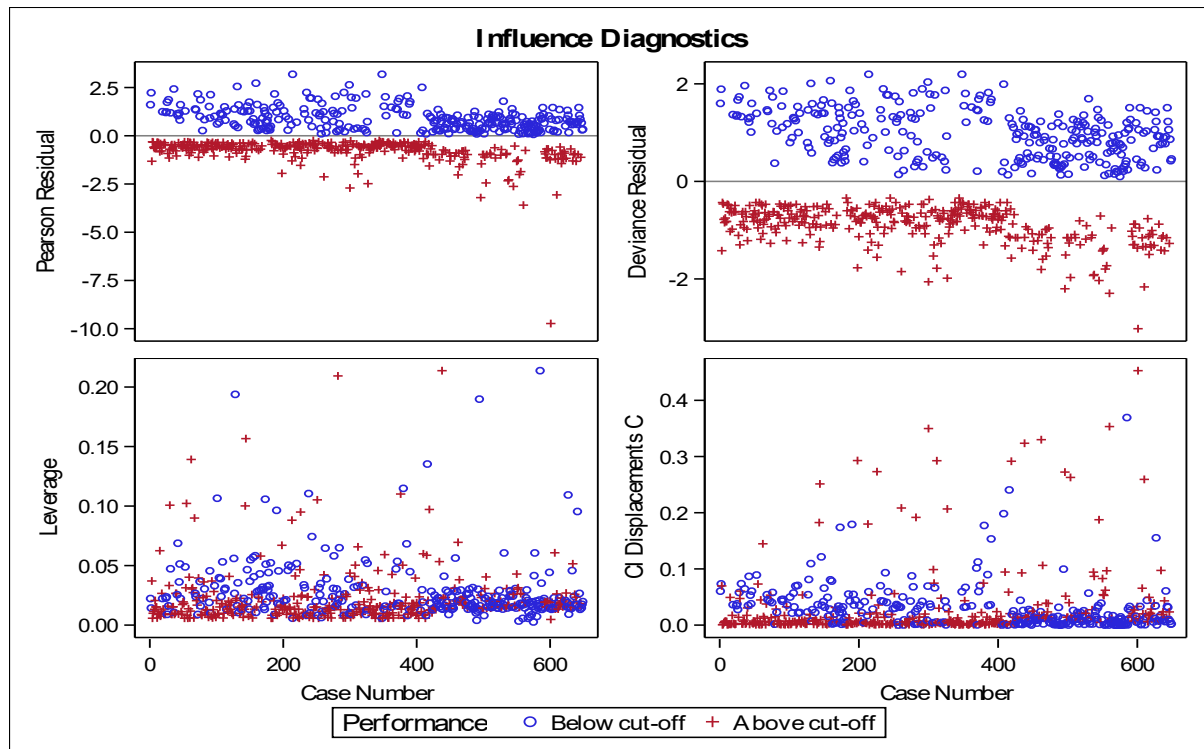 Influence Diagnostics
Pearson Residual
2.5
0.0
-2.5
-5.0
-7.5
-10.0
Deviance Residual
2
0
-2
Leverage
0.20
0.15
0.10
0.05
0.00
0 200 400 600
Case Number
CI Displacements C
0.4
0.3
0.2
0.1
0.0
0 200 400 600
Case Number
Performance Below cut-off Above cut-off